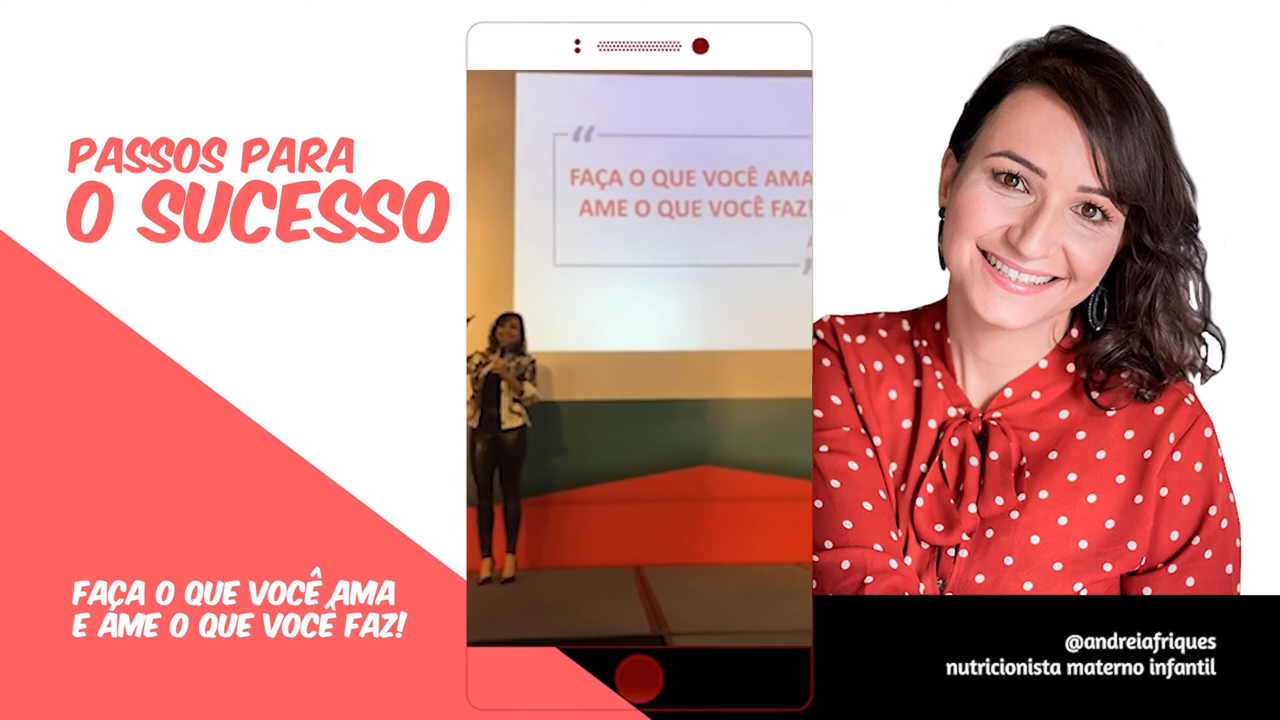 PASSOS PARA
O SUCESSO
“
FAÇA O QUE VOCÊ AMA
AME O QUE VOCÊ FAZ!
”
FAÇA O QUE VOCÊ AMA
E AME O QUE VOCÊ FAZ!
@andreiafriques
nutricionista materno infantil